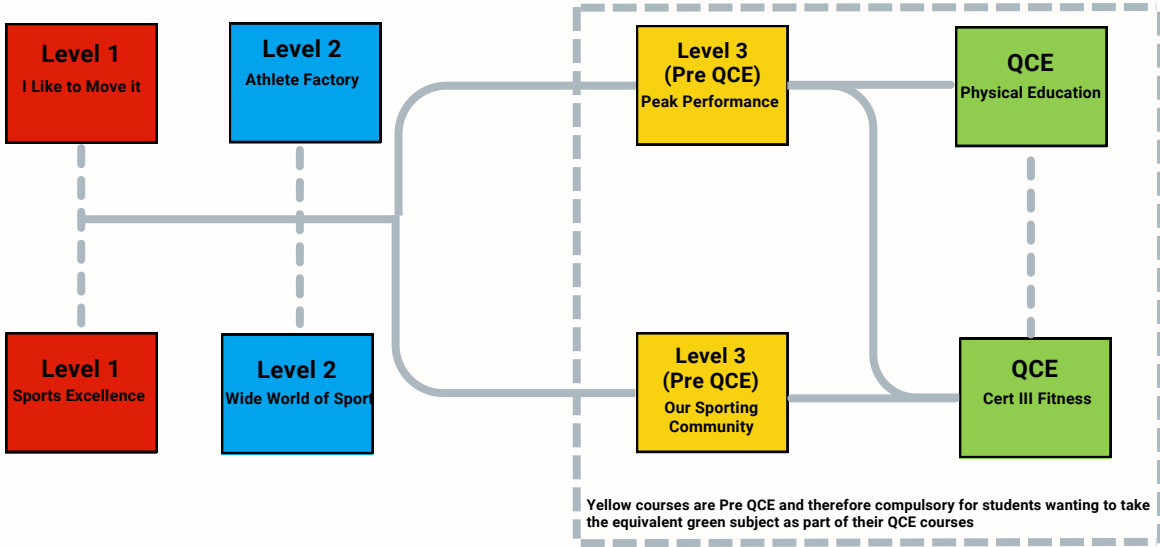 Level 1
I Like to Move it
Level 2
Athlete Factory
Level 3
(Pre QCE)
Peak Performance
QCE
Physical Education
Level 1
Sports Excellence
Level 2
Wide World of Sport
Level 3
(Pre QCE)
Our Sporting
Community
QCE
Cert III Fitness
Yellow courses are Pre QCE and therefore compulsory for students wanting to take
the equivalent green subject as part of their QCE courses